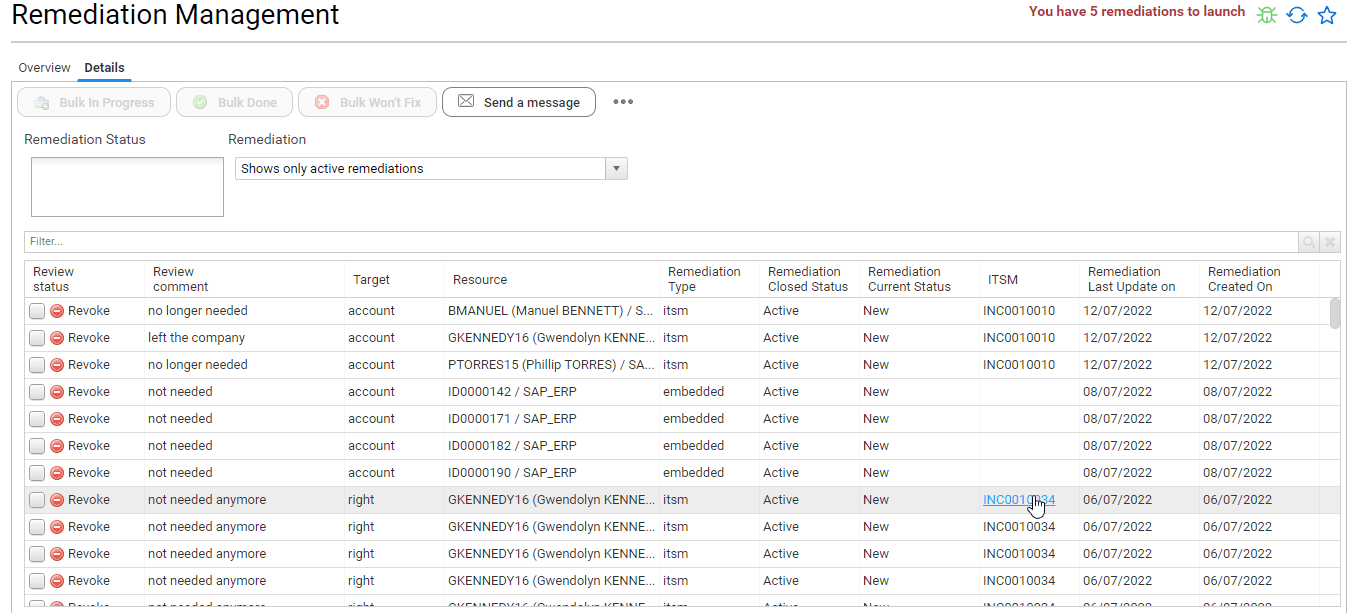 Remediation Management
You have 5 remediations to launch
Overview Details
Bulk In Progress Bulk Done Bulk Won't Fix Send a message •••
Remediation Status Remediation
Shows only active remediations
Filter...
Review status Review comment Target Resource Remediation Type Remediation Closed Status Remediation Current Status ITSM Remediation Last Update on Remediation Created On
Revoke no longer needed account BMANUEL (Manuel BENNETT) / S... itsm Active New INC0010010 12/07/2022 12/07/2022
Revoke left the company account GKENNEDY16 (Gwendolyn KENNE... itsm Active New INC0010010 12/07/2022 12/07/2022
Revoke no longer needed account PTORRES15 (Phillip TORRES) / SA... itsm Active New INC0010010 12/07/2022 12/07/2022
Revoke not needed account ID0000142 / SAP_ERP embedded Active New 08/07/2022 08/07/2022
Revoke not needed account ID0000171 / SAP_ERP embedded Active New 08/07/2022 08/07/2022
Revoke not needed account ID0000182 / SAP_ERP embedded Active New 08/07/2022 08/07/2022
Revoke not needed account ID0000190 / SAP_ERP embedded Active New 08/07/2022 08/07/2022
Revoke not needed anymore right GKENNEDY16 (Gwendolyn KENNE... itsm Active New INC0010034 06/07/2022 06/07/2022
Revoke not needed anymore right GKENNEDY16 (Gwendolyn KENNE... itsm Active New INC0010034 06/07/2022 06/07/2022
Revoke not needed anymore right GKENNEDY16 (Gwendolyn KENNE... itsm Active New INC0010034 06/07/2022 06/07/2022
Revoke not needed anymore right GKENNEDY16 (Gwendolyn KENNE... itsm Active New INC0010034 06/07/2022 06/07/2022